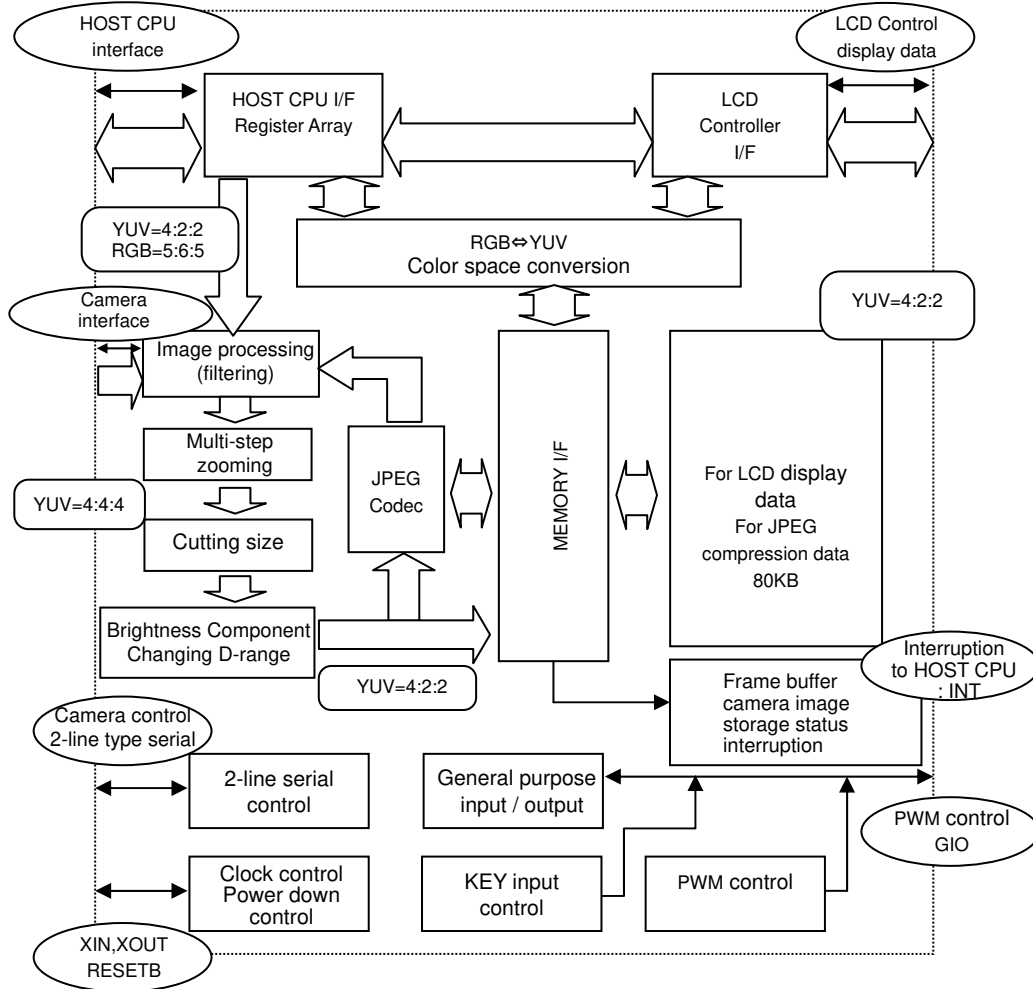 HOST CPU
interface
LCD Control
display data
HOST CPU I/F
Register Array
LCD
Controller
I/F
YUV=4:2:2
RGB=5:6:5
RGB⇔YUV
Color space conversion
YUV=4:2:2
Camera
interface
Image processing
(filtering)
Multi-step
zooming
JPEG
Codec
MEMORY I/F
For LCD display
data
For JPEG
compression data
80KB
YUV=4:4:4
Cutting size
Brightness Component
Changing D-range
YUV=4:2:2
Interruption
to HOST CPU
: INT
Frame buffer
camera image
storage status
interruption
Camera control
2-line type serial
2-line serial
control
General purpose
input / output
PWM control
GIO
Clock control
Power down
control
KEY input
control
PWM control
XIN,XOUT
RESETB